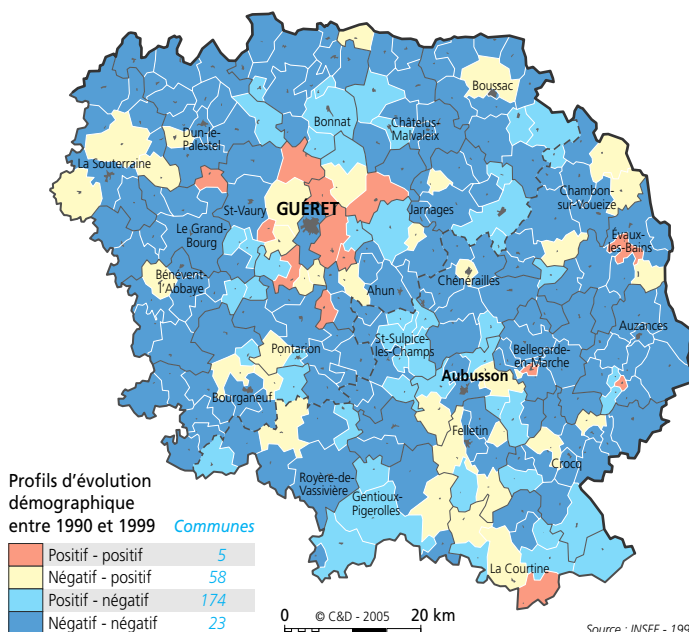 Boussac
Bonnat
Châtelus-
Malvaleix
Dun-le-
Palestel
La Souterraine
Chambon-
sur-Voueize
St-Vaury
GUÉRET
Jarnages
Le Grand-
Bourg
Évaux-
les-Bains
Bénévent-
l'Abbaye
Chénérailles
Ahun
Auzances
St-Sulpice-
les-Champs
Pontarion
Bellegarde-
en-Marche
Aubusson
Bourganeuf
Felletin
Crocq
Royère-de-
Vassivière
Gentioux-
Pigerolles
La Courtine
Profils d'évolution
démographique
entre 1990 et 1999 Communes
Positif - positif 5
Négatif - positif 58
Positif - négatif 174
Négatif - négatif 23
0 © C&D - 2005 20 km
Source : INSEE - 199